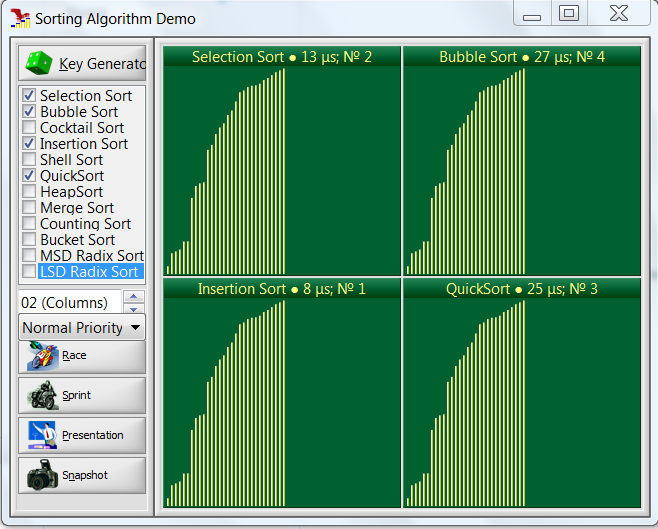 Sorting Algorithm Demo
Key Generato
Selection Sort
Bubble Sort
Cocktail Sort
Insertion Sort
Shell Sort
QuickSort
HeapSort
Merge Sort
Counting Sort
Bucket Sort
MSD Radix Sort
LSD Radix Sort
02 (Columns)
Normal Priority
Race
Sprint
Presentation
Snapshot
Selection Sort ● 13 µs; № 2
Bubble Sort ● 27 µs; № 4
Insertion Sort ● 8 µs; № 1
QuickSort ● 25 µs; № 3